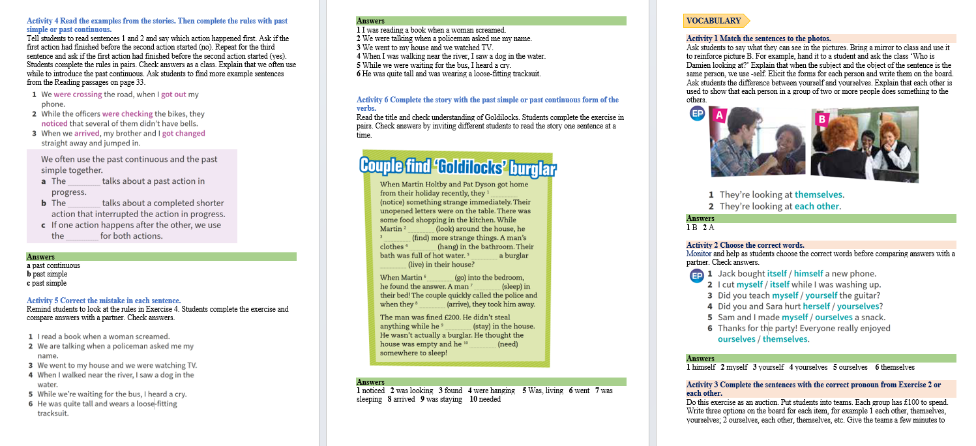 Activity 4 Read the examples from the stories. Then complete the rules with past
simple or past continuous.
Tell students to read sentences 1 and 2 and say which action happened first. Ask if the
first action had finished before the second action started (no). Repeat for the third
sentence and ask if the first action had finished before the second action started (yes).
Students complete the rules in pairs. Check answers as a class. Explain that we often use
while to introduce the past continuous. Ask students to find more example sentences
from the Reading passages on page 33.
1 We were crossing the road, when I got out my
phone.
2 While the officers were checking the bikes, they
noticed that several of them didn't have bells.
3 When we arrived, my brother and I got changed
straight away and jumped in.
We often use the past continuous and the past
simple together.
a The ______ talks about a past action in
progress.
b The ______ talks about a completed shorter
action that interrupted the action in progress.
c If one action happens after the other, we use
the ______ for both actions.
Answers
a past continuous
b past simple
c past simple
Activity 5 Correct the mistake in each sentence.
Remind students to look at the rules in Exercise 4. Students complete the exercise and
compare answers with a partner. Check answers.
1 I read a book when a woman screamed.
2 We are talking when a policeman asked me my
name.
3 We went to my house and we were watching TV.
4 When I walked near the river, I saw a dog in the
water.
5 While we're waiting for the bus, I heard a cry.
6 He was quite tall and wears a loose-fitting
tracksuit.
Answers
1 I was reading a book when a woman screamed.
2 We were talking when a policeman asked me my name.
3 We went to my house and we watched TV.
4 When I was walking near the river, I saw a dog in the water.
5 While we were waiting for the bus, I heard a cry.
6 He was quite tall and was wearing a loose-fitting tracksuit.
Activity 6 Complete the story with the past simple or past continuous form of the
verbs.
Read the title and check understanding of Goldilocks. Students complete the exercise in
pairs. Check answers by inviting different students to read the story one sentence at a
time.
Couple find 'Goldilocks' burglar
When Martin Holtby and Pat Dyson got home
from their holiday recently, they 1 ______
(notice) something strange immediately. Their
unopened letters were on the table. There was
some food shopping in the kitchen. While
Martin 2 ______ (look) around the house, he
3 ______ (find) more strange things. A man's
clothes 4 ______ (hang) in the bathroom. Their
bath was full of hot water. 5 ______ a burglar
______ (live) in their house?
When Martin 6 ______ (go) into the bedroom,
he found the answer. A man 7 ______ (sleep) in
their bed! The couple quickly called the police and
when they 8 ______ (arrive), they took him away.
The man was fined £200. He didn't steal
anything while he 9 ______ (stay) in the house.
He wasn't actually a burglar. He thought the
house was empty and he 10 ______ (need)
somewhere to sleep!
Answers
1 noticed 2 was looking 3 found 4 were hanging 5 Was, living 6 went 7 was
sleeping 8 arrived 9 was staying 10 needed
VOCABULARY
Activity 1 Match the sentences to the photos.
Ask students to say what they can see in the pictures. Bring a mirror to class and use it
to reinforce picture B. For example, hand it to a student and ask the class 'Who is
Damien looking at?' Explain that when the subject and the object of the sentence is the
same person, we use -self. Elicit the forms for each person and write them on the board.
Ask students the difference between yourself and yourselves. Explain that each other is
used to show that each person in a group of two or more people does something to the
others.
EP A B
1 They're looking at themselves.
2 They're looking at each other.
Answers
1 B 2 A
Activity 2 Choose the correct words.
Monitor and help as students choose the correct words before comparing answers with a
partner. Check answers.
EP 1 Jack bought itself / himself a new phone.
2 I cut myself / itself while I was washing up.
3 Did you teach myself / yourself the guitar?
4 Did you and Sara hurt herself / yourselves?
5 Sam and I made myself / ourselves a snack.
6 Thanks for the party! Everyone really enjoyed
ourselves / themselves.
Answers
1 himself 2 myself 3 yourself 4 yourselves 5 ourselves 6 themselves
Activity 3 Complete the sentences with the correct pronoun from Exercise 2 or
each other.
Do this exercise as an auction. Put students into teams. Each group has £100 to spend.
Write three options on the board for each item, for example 1 each other, themselves,
yourselves; 2 ourselves, each other, themselves, etc. Give the teams a few minutes to